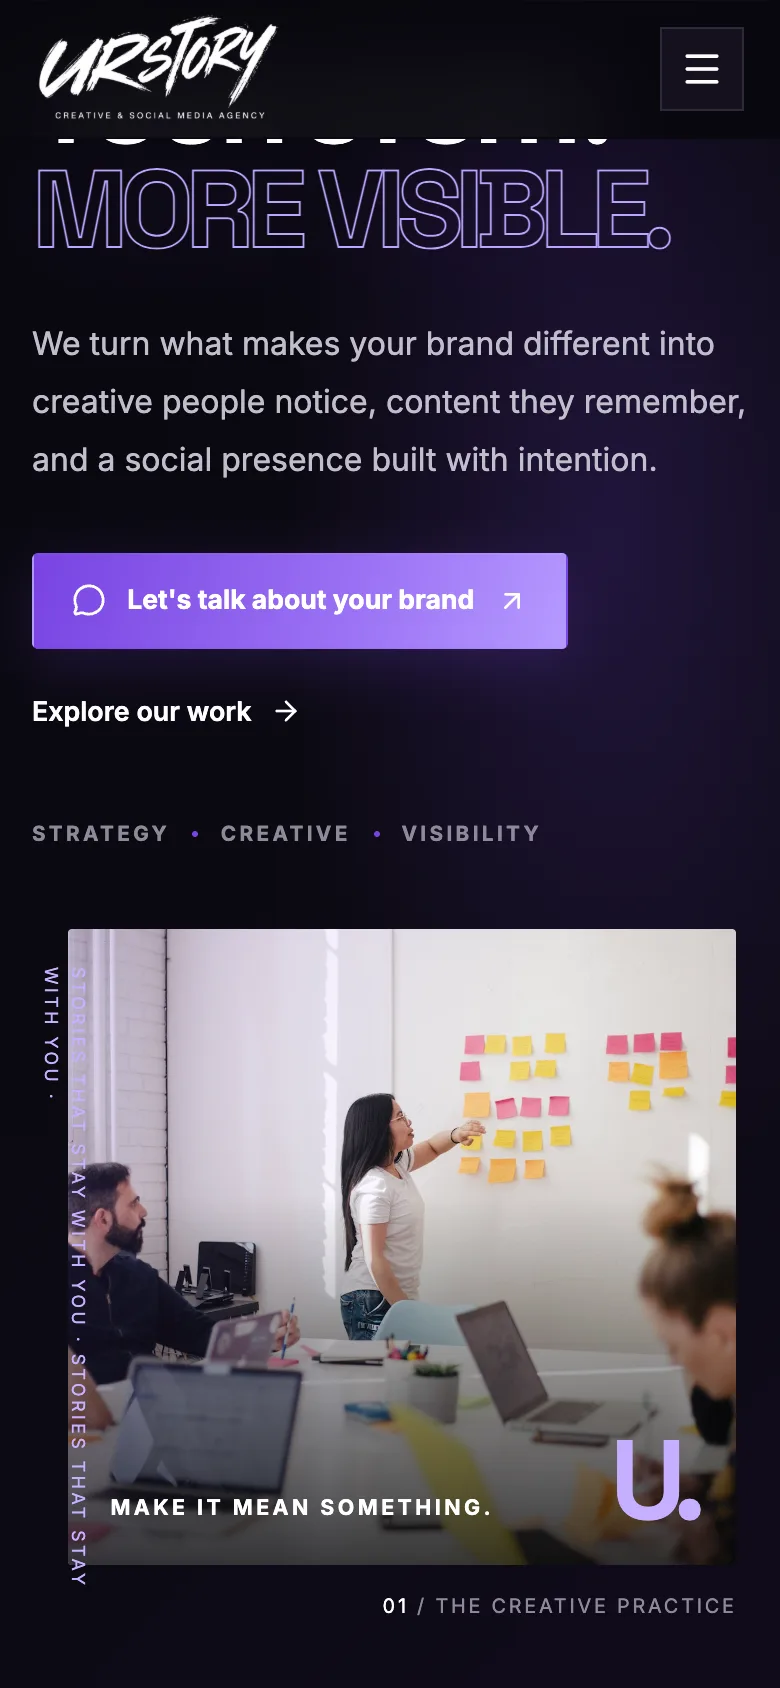 URSTORY
CREATIVE & SOCIAL MEDIA AGENCY
MORE VISIBLE.
We turn what makes your brand different into
creative people notice, content they remember,
and a social presence built with intention.
Let's talk about your brand
Explore our work
STRATEGY • CREATIVE • VISIBILITY
STORIES THAT STAY WITH YOU · STORIES THAT STAY
WITH YOU ·
MAKE IT MEAN SOMETHING.
U.
01 / THE CREATIVE PRACTICE